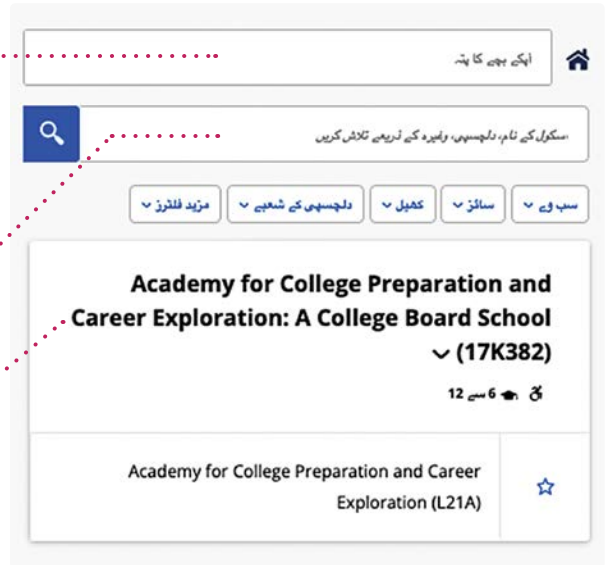 آپکے بچے کا پتہ
سکول کے نام، دلچسپی، وغیرہ کے ذریعے تلاش کریں
سب وے
سائز
کھیل
دلچسپی کے شعبے
مزید فلٹرز
Academy for College Preparation and
Career Exploration: A College Board School
(17K382)
6 سے 12
Academy for College Preparation and Career
Exploration (L21A)